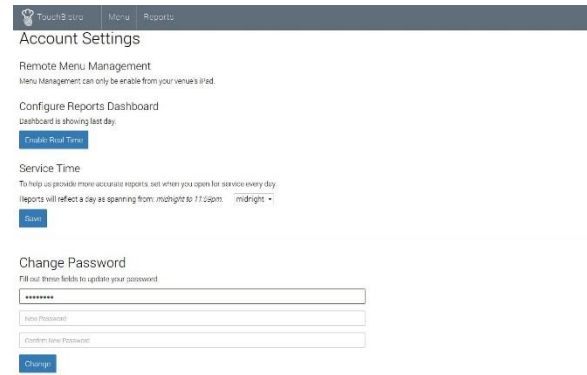 TouchBistro Menu Reports
Account Settings
Remote Menu Management
Menu Management can only be enable from your venue's iPad.
Configure Reports Dashboard
Dashboard is showing last day.
Enable Real Time
Service Time
To help us provide more accurate reports, set when you open for service every day.
Reports will reflect a day as spanning from: midnight to 11:59pm. midnight
Save
Change Password
Fill out these fields to update your password
••••••••
New Password
Confirm New Password
Change